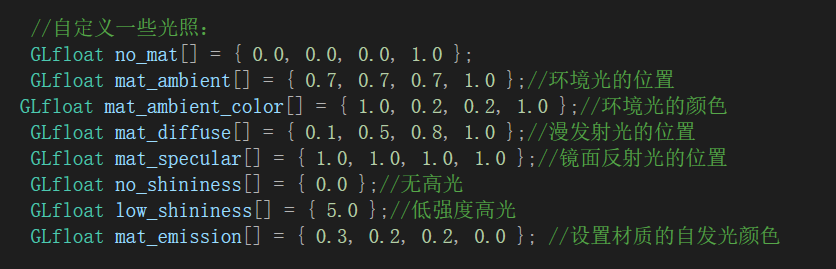 //自定义一些光照:
GLfloat no_mat[] = { 0.0, 0.0, 0.0, 1.0 };
GLfloat mat_ambient[] = { 0.7, 0.7, 0.7, 1.0 };//环境光的位置
GLfloat mat_ambient_color[] = { 1.0, 0.2, 0.2, 1.0 };//环境光的颜色
GLfloat mat_diffuse[] = { 0.1, 0.5, 0.8, 1.0 };//漫发射光的位置
GLfloat mat_specular[] = { 1.0, 1.0, 1.0, 1.0 };//镜面反射光的位置
GLfloat no_shininess[] = { 0.0 };//无高光
GLfloat low_shininess[] = { 5.0 };//低强度高光
GLfloat mat_emission[] = { 0.3, 0.2, 0.2, 0.0 }; //设置材质的自发光颜色